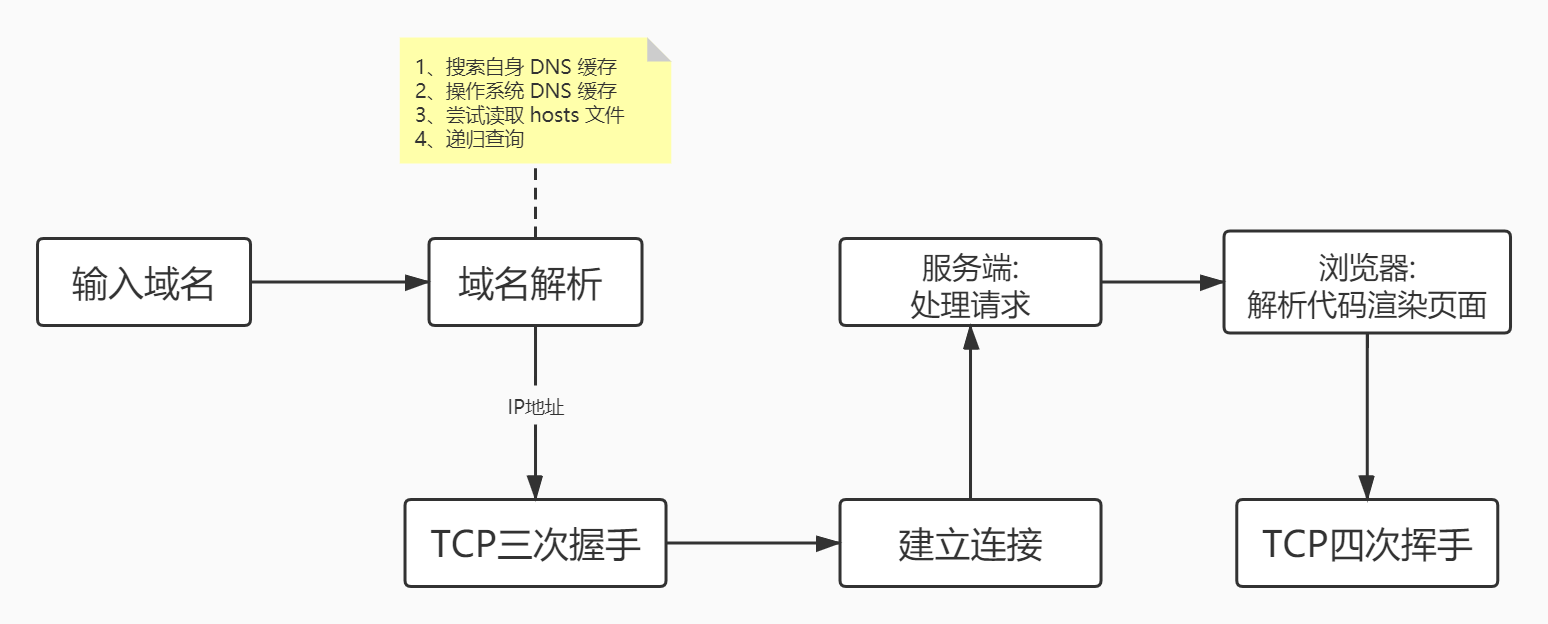 1、搜索自身 DNS 缓存
2、操作系统 DNS 缓存
3、尝试读取 hosts 文件
4、递归查询
输入域名
域名解析
服务端:
处理请求
浏览器:
解析代码渲染页面
IP地址
TCP三次握手
建立连接
TCP四次挥手